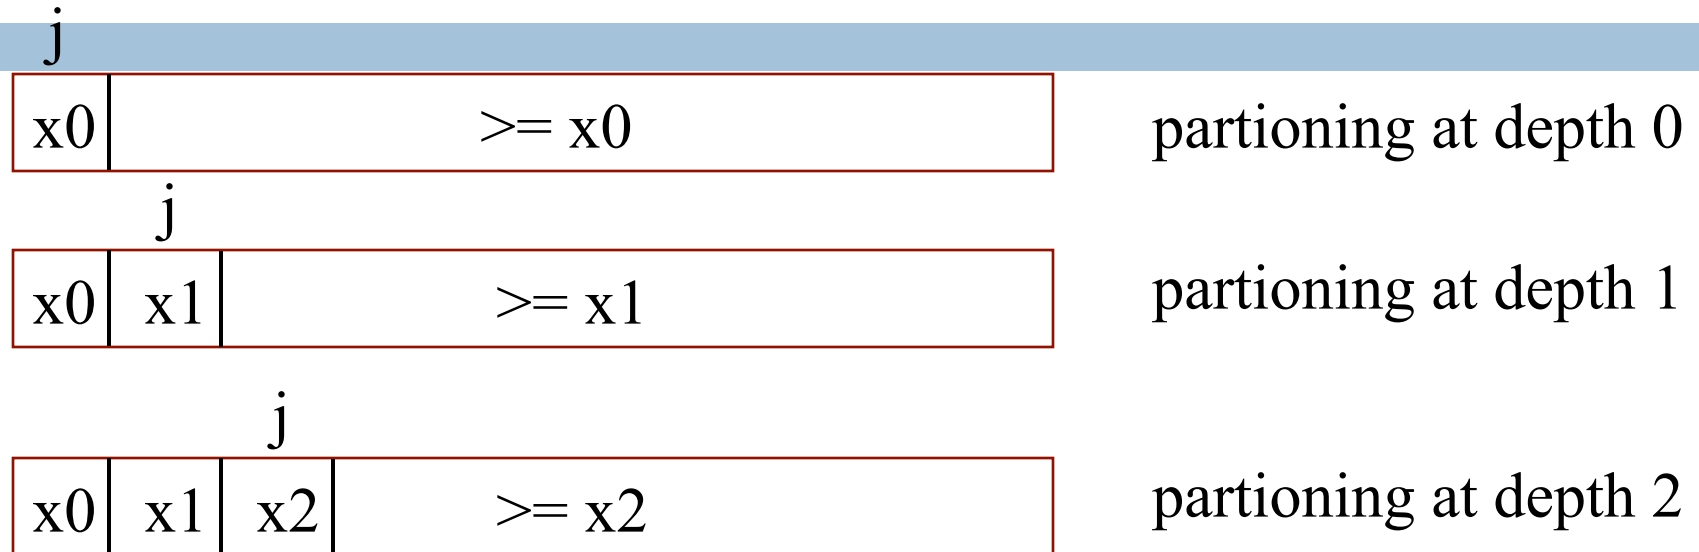 j
x0 >= x0 partioning at depth 0
j
x0 x1 >= x1 partioning at depth 1
j
x0 x1 x2 >= x2 partioning at depth 2